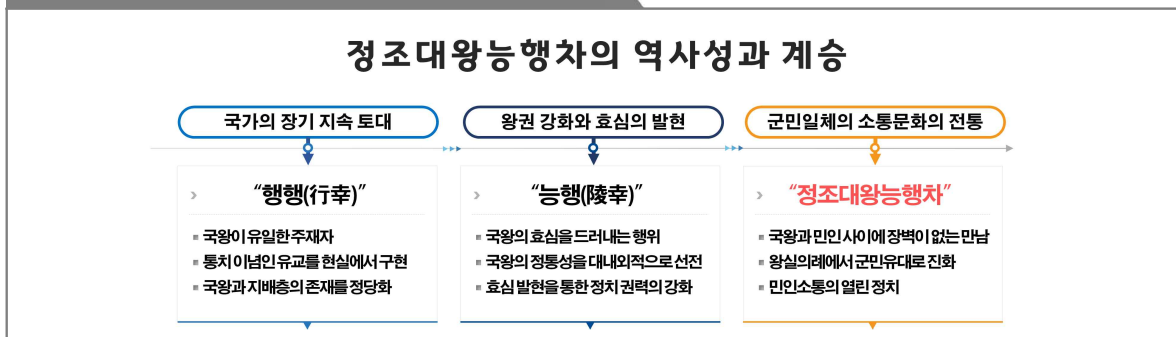 정조대왕능행차의 역사성과 계승
국가의 장기 지속 토대
왕권 강화와 효심의 발현
군민일체의 소통문화의 전통
“행행(行幸)”
국왕이 유일한 주재자
통치 이념인 유교를 현실에서 구현
국왕과 지배층의 존재를 정당화
“능행(陵幸)”
국왕의 효심을 드러내는 행위
국왕의 정통성을 대내외적으로 선전
효심 발현을 통한 정치 권력의 강화
“정조대왕능행차”
국왕과 민인 사이에 장벽이 없는 만남
왕실의례에서 군민유대로 진화
민인소통의 열린 정치